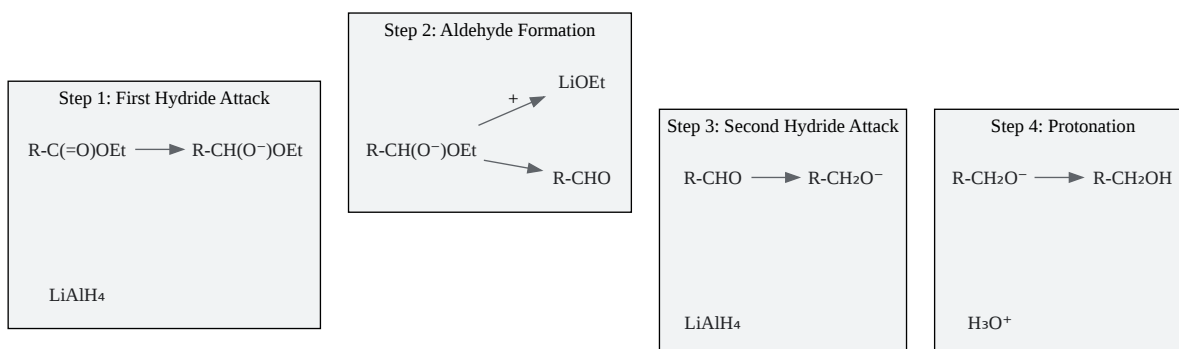 Step 1: First Hydride Attack
R-C(=O)OEt
R-CH(O⁻)OEt
LiAlH₄
Step 2: Aldehyde Formation
LiOEt
+
R-CH(O⁻)OEt
R-CHO
Step 3: Second Hydride Attack
R-CHO
R-CH₂O⁻
LiAlH₄
Step 4: Protonation
R-CH₂O⁻
R-CH₂OH
H₃O⁺